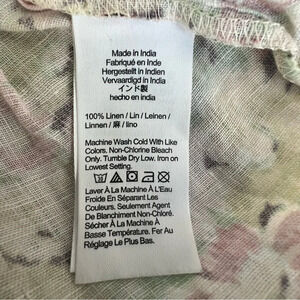 Made in India
Fabriqué en Inde
Hergestellt in Indien
Vervaardigd in India
インド製
hecho en india
100% Linen / Lin / Leinen /
Linnen / 麻 / lino
Machine Wash Cold With Like
Colors. Non-Chlorine Bleach
Only. Tumble Dry Low. Iron on
Lowest Setting.
Laver À La Machine À L'Eau
Froide En Séparant Les
Couleurs. Seulement Agent
De Blanchiment Non-Chloré.
Sécher À La Machine À
Basse Température. Fer Au
Réglage Le Plus Bas.